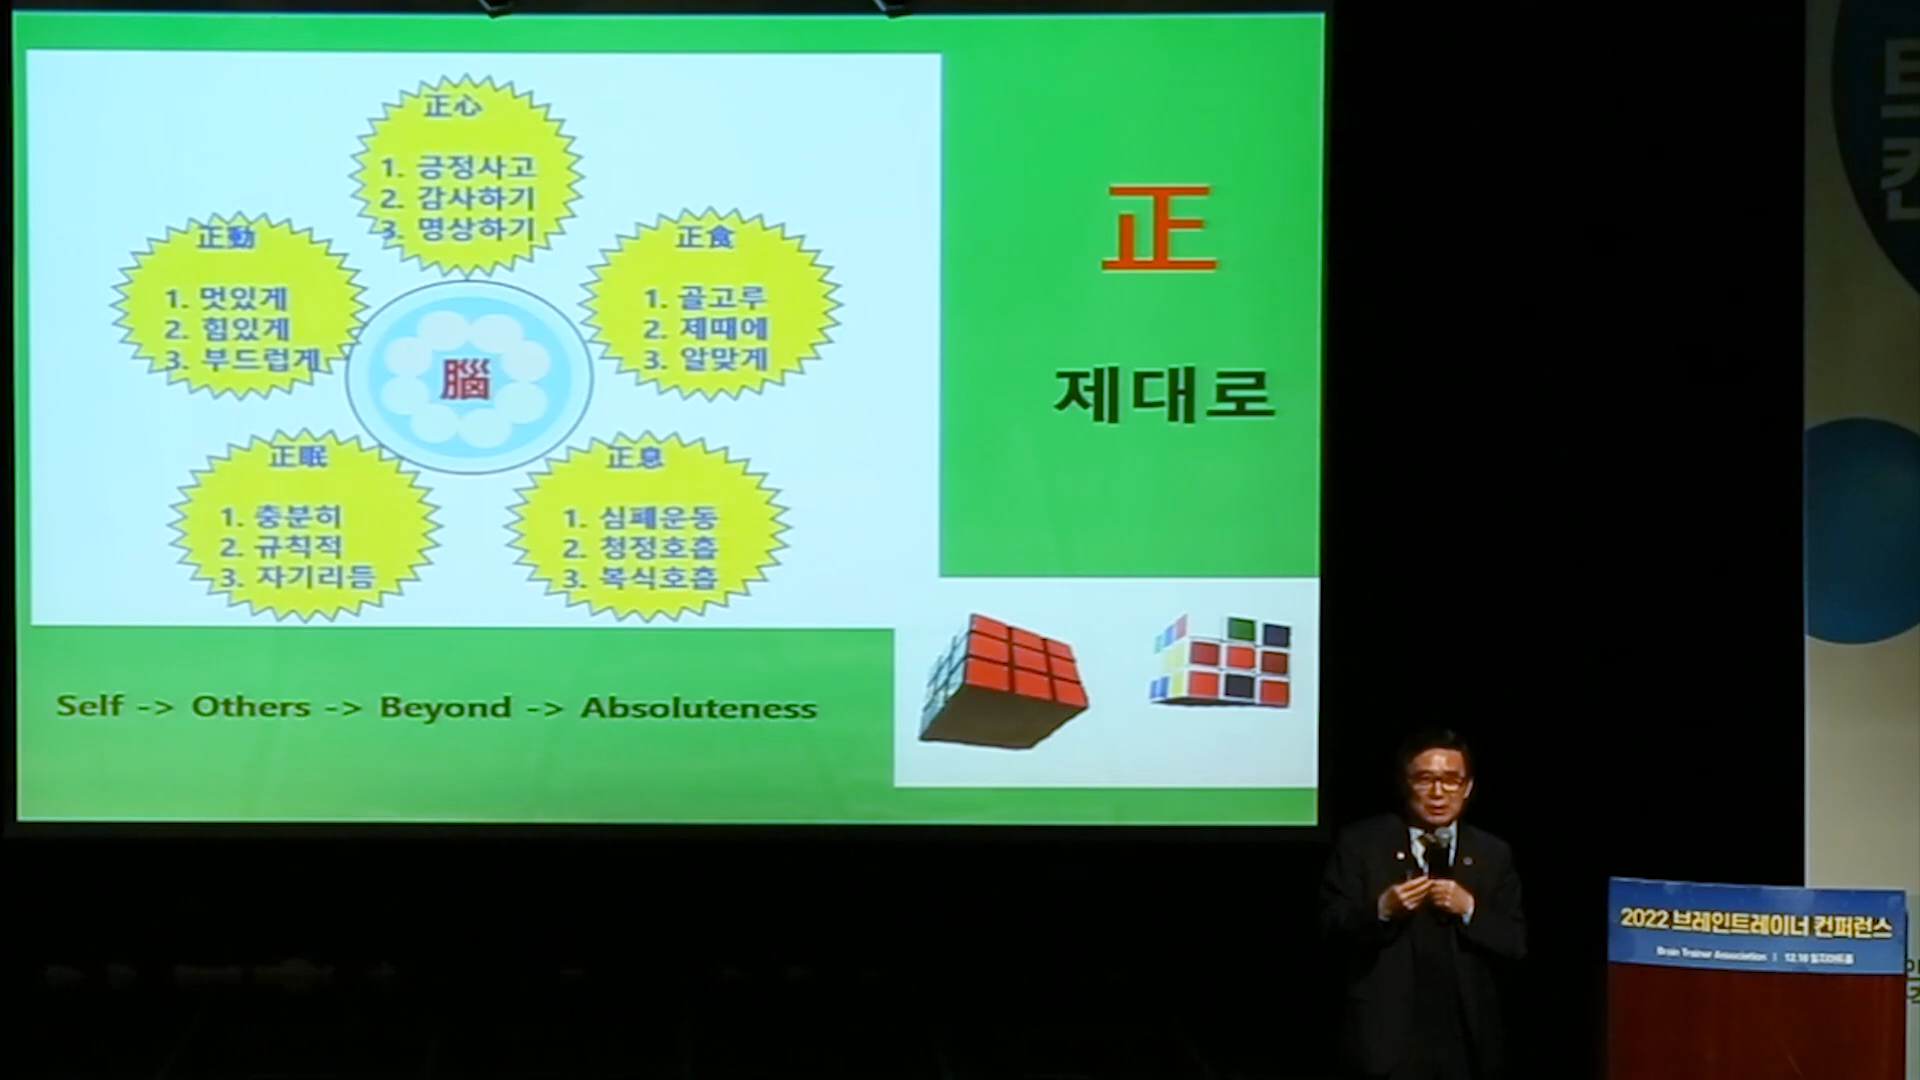 正心
1. 긍정사고
2. 감사하기
3. 명상하기
正動
1. 멋있게
2. 힘있게
3. 부드럽게
正食
1. 골고루
2. 제때에
3. 알맞게
腦
正眠
1. 충분히
2. 규칙적
3. 자기리듬
正息
1. 심폐운동
2. 청정호흡
3. 복식호흡
正
제대로
Self -> Others -> Beyond -> Absoluteness
2022 브레인트레이너 컨퍼런스
Brain Trainer Association | 12.10